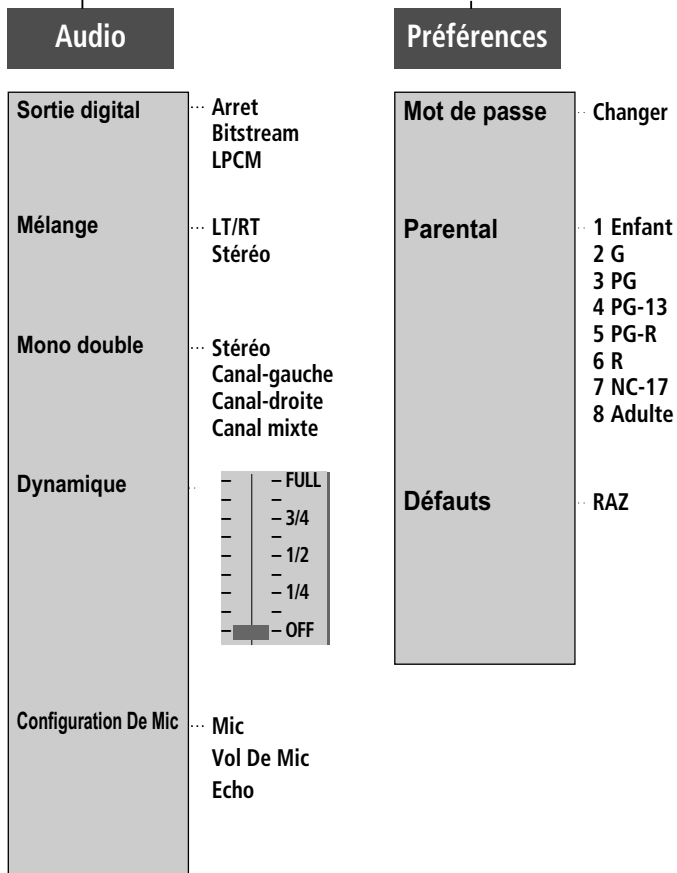 Audio
Sortie digital
Arret
Bitstream
LPCM
Mélange
LT/RT
Stéréo
Mono double
Stéréo
Canal-gauche
Canal-droite
Canal mixte
Dynamique
FULL
3/4
1/2
1/4
OFF
Configuration De Mic
Mic
Vol De Mic
Echo
Préférences
Mot de passe
Changer
Parental
1 Enfant
2 G
3 PG
4 PG-13
5 PG-R
6 R
7 NC-17
8 Adulte
Défauts
RAZ